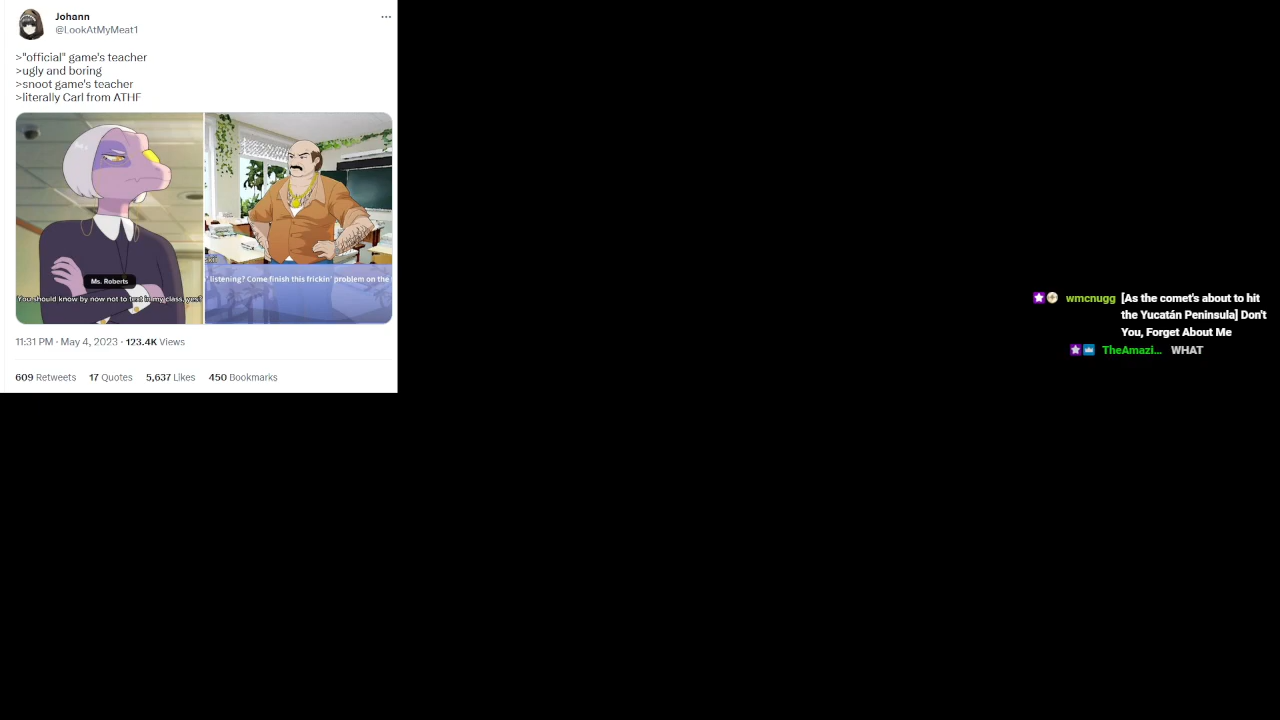 Johann
@LookAtMyMeat1
>"official" game's teacher
>ugly and boring
>snoot game's teacher
>literally Carl from ATHF
Ms. Roberts
You should know by now not to text in my class, yes?
listening? Come finish this frickin' problem on the
11:31 PM · May 4, 2023 · 123.4K Views
609 Retweets 17 Quotes 5,637 Likes 450 Bookmarks
wmcnugg [As the comet's about to hit
the Yucatán Peninsula] Don't
You, Forget About Me
TheAmazi... WHAT